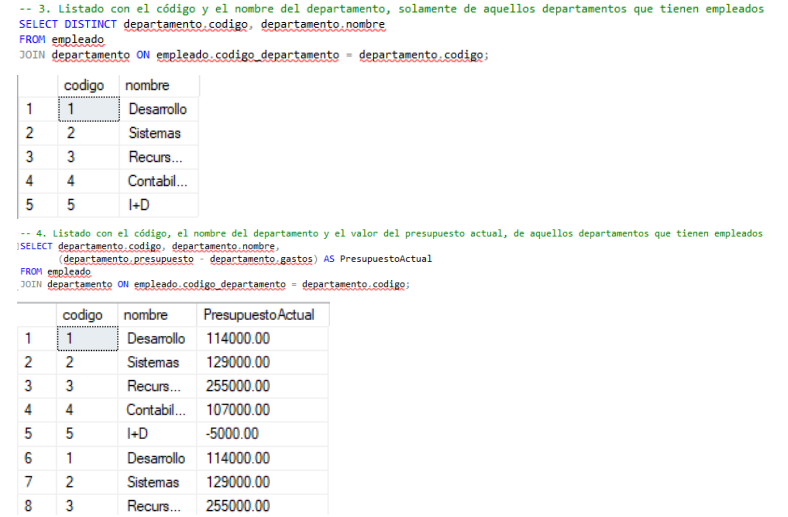 -- 3. Listado con el código y el nombre del departamento, solamente de aquellos departamentos que tienen empleados
SELECT DISTINCT departamento.codigo, departamento.nombre
FROM empleado
JOIN departamento ON empleado.codigo_departamento = departamento.codigo;
codigo nombre
1 1 Desarrollo
2 2 Sistemas
3 3 Recurs...
4 4 Contabil...
5 5 I+D
-- 4. Listado con el código, el nombre del departamento y el valor del presupuesto actual, de aquellos departamentos que tienen empleados
SELECT departamento.codigo, departamento.nombre,
(departamento.presupuesto - departamento.gastos) AS PresupuestoActual
FROM empleado
JOIN departamento ON empleado.codigo_departamento = departamento.codigo;
codigo nombre PresupuestoActual
1 1 Desarrollo 114000.00
2 2 Sistemas 129000.00
3 3 Recurs... 255000.00
4 4 Contabil... 107000.00
5 5 I+D -5000.00
6 1 Desarrollo 114000.00
7 2 Sistemas 129000.00
8 3 Recurs... 255000.00